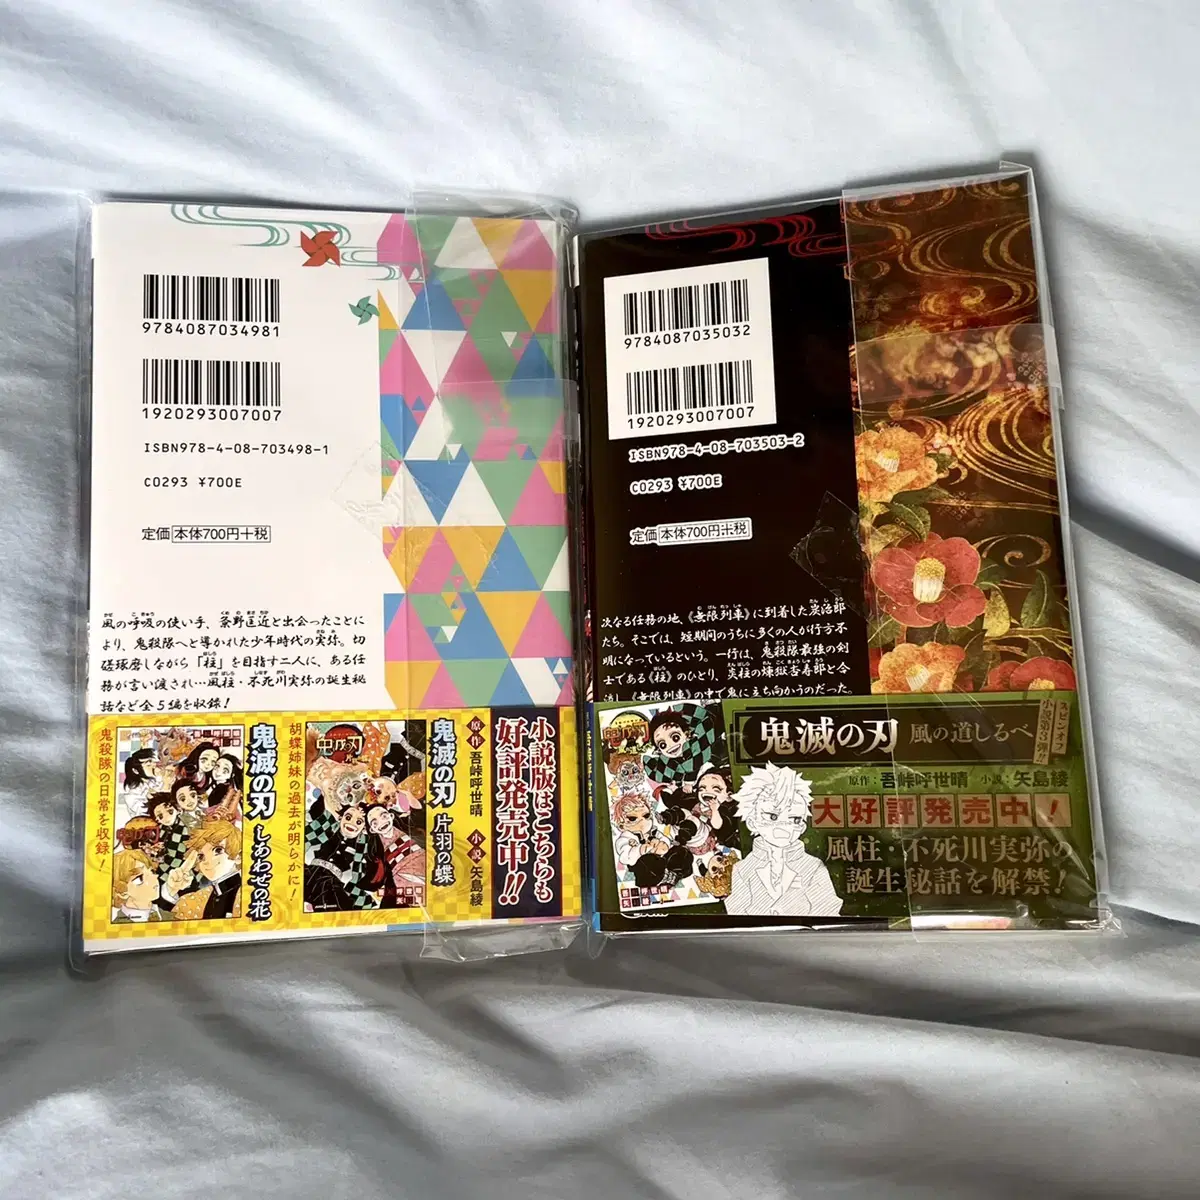 9784087034981
1920293007007
ISBN978-4-08-703498-1
C0293 ¥700E
定価 本体700円+税
風の呼吸の使い手、粂野匡近と出会ったことに
より、鬼殺隊へと導かれた少年時代の実弥。切
磋琢磨しながら「柱」を目指す二人に、ある任
務が言い渡され…風柱・不死川実弥の誕生秘
話など全5編を収録!
小説版はこちらも
好評発売中!!
原作 吾峠呼世晴 小説 矢島綾
鬼滅の刃 片羽の蝶
胡蝶姉妹の過去が明らかに!
鬼滅の刃 しあわせの花
鬼殺隊の日常を収録!
9784087035032
1920293007007
ISBN978-4-08-703503-2
C0293 ¥700E
定価 本体700円+税
次なる任務の地、《無限列車》に到着した炭治郎
たち。そこでは、短期間のうちに多くの人が行方不
明になっているという。一行は、鬼殺隊最強の剣
士である《柱》のひとり、炎柱の煉獄杏寿郎と合
流し、《無限列車》の中で鬼に立ち向かうのだった。
スピンオフ
小説第3弾!!
鬼滅の刃 風の道しるべ
原作:吾峠呼世晴 小説:矢島綾
大好評発売中!
風柱・不死川実弥の
誕生秘話を解禁!